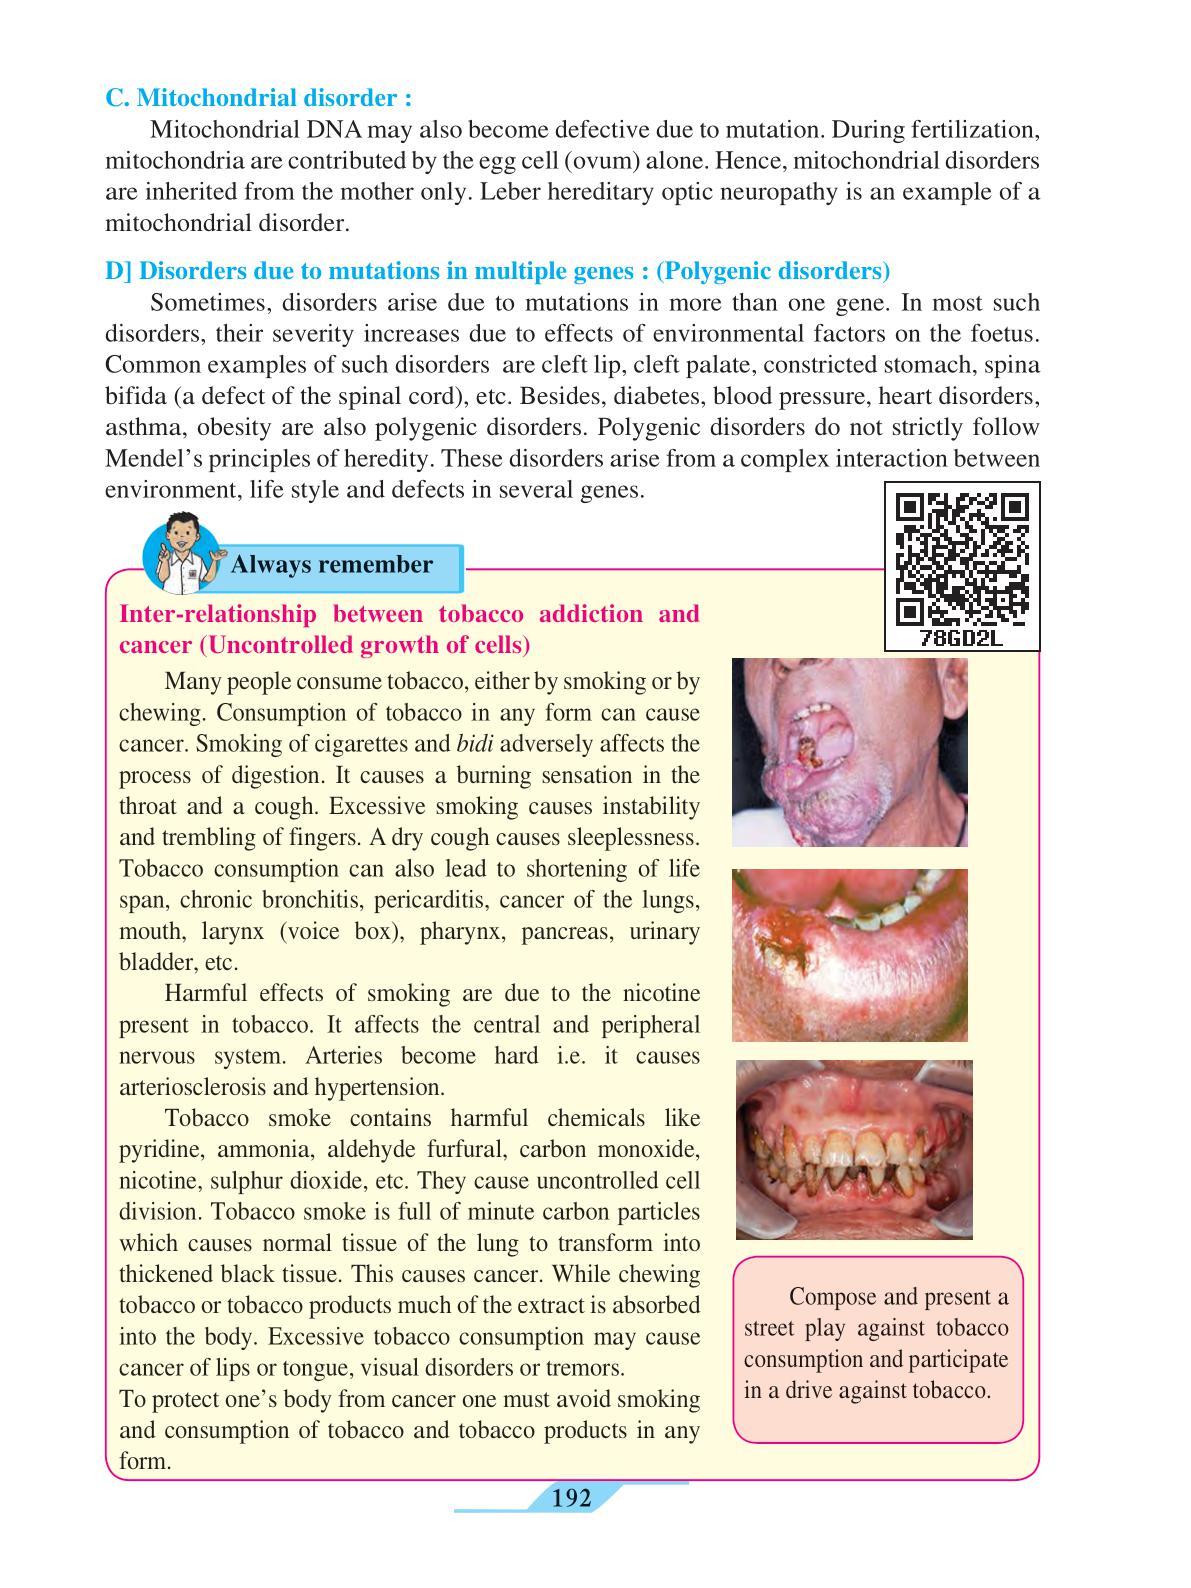 C. Mitochondrial disorder :
Mitochondrial DNA may also become defective due to mutation. During fertilization,
mitochondria are contributed by the egg cell (ovum) alone. Hence, mitochondrial disorders
are inherited from the mother only. Leber hereditary optic neuropathy is an example of a
mitochondrial disorder.
D] Disorders due to mutations in multiple genes : (Polygenic disorders)
Sometimes, disorders arise due to mutations in more than one gene. In most such
disorders, their severity increases due to effects of environmental factors on the foetus.
Common examples of such disorders are cleft lip, cleft palate, constricted stomach, spina
bifida (a defect of the spinal cord), etc. Besides, diabetes, blood pressure, heart disorders,
asthma, obesity are also polygenic disorders. Polygenic disorders do not strictly follow
Mendel's principles of heredity. These disorders arise from a complex interaction between
environment, life style and defects in several genes.
78GD2L
Always remember
Inter-relationship between tobacco addiction and
cancer (Uncontrolled growth of cells)
Many people consume tobacco, either by smoking or by
chewing. Consumption of tobacco in any form can cause
cancer. Smoking of cigarettes and bidi adversely affects the
process of digestion. It causes a burning sensation in the
throat and a cough. Excessive smoking causes instability
and trembling of fingers. A dry cough causes sleeplessness.
Tobacco consumption can also lead to shortening of life
span, chronic bronchitis, pericarditis, cancer of the lungs,
mouth, larynx (voice box), pharynx, pancreas, urinary
bladder, etc.
Harmful effects of smoking are due to the nicotine
present in tobacco. It affects the central and peripheral
nervous system. Arteries become hard i.e. it causes
arteriosclerosis and hypertension.
Tobacco smoke contains harmful chemicals like
pyridine, ammonia, aldehyde furfural, carbon monoxide,
nicotine, sulphur dioxide, etc. They cause uncontrolled cell
division. Tobacco smoke is full of minute carbon particles
which causes normal tissue of the lung to transform into
thickened black tissue. This causes cancer. While chewing
tobacco or tobacco products much of the extract is absorbed
into the body. Excessive tobacco consumption may cause
cancer of lips or tongue, visual disorders or tremors.
To protect one's body from cancer one must avoid smoking
and consumption of tobacco and tobacco products in any
form.
Compose and present a
street play against tobacco
consumption and participate
in a drive against tobacco.
192